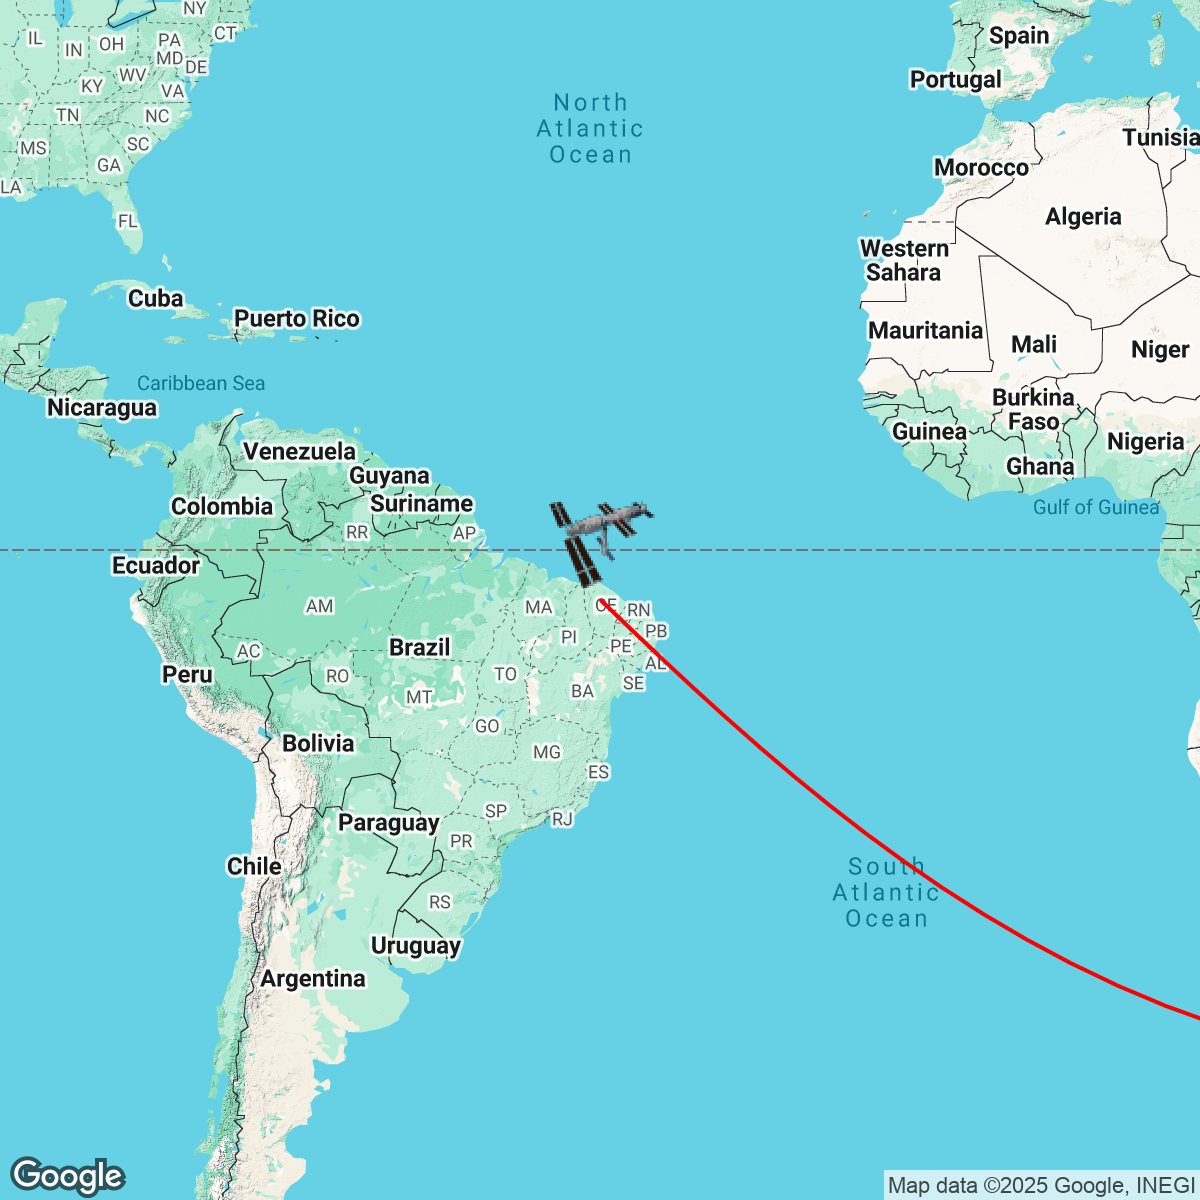 NY
IL
IN
OH
PA
CT
MD
DE
WV
KY
VA
TN
NC
MS
SC
GA
LA
FL
North
Atlantic
Ocean
Spain
Portugal
Tunisia
Morocco
Algeria
Western
Sahara
Cuba
Puerto Rico
Mauritania
Mali
Niger
Caribbean Sea
Nicaragua
Burkina
Faso
Guinea
Nigeria
Ghana
Gulf of Guinea
Venezuela
Guyana
Suriname
Colombia
RR
AP
Ecuador
AM
MA
CE
RN
PB
PI
PE
AL
AC
Brazil
Peru
RO
TO
SE
MT
BA
GO
Bolivia
MG
ES
SP
RJ
Paraguay
PR
Chile
South
Atlantic
Ocean
RS
Uruguay
Argentina
Google
Map data ©2025 Google, INEGI